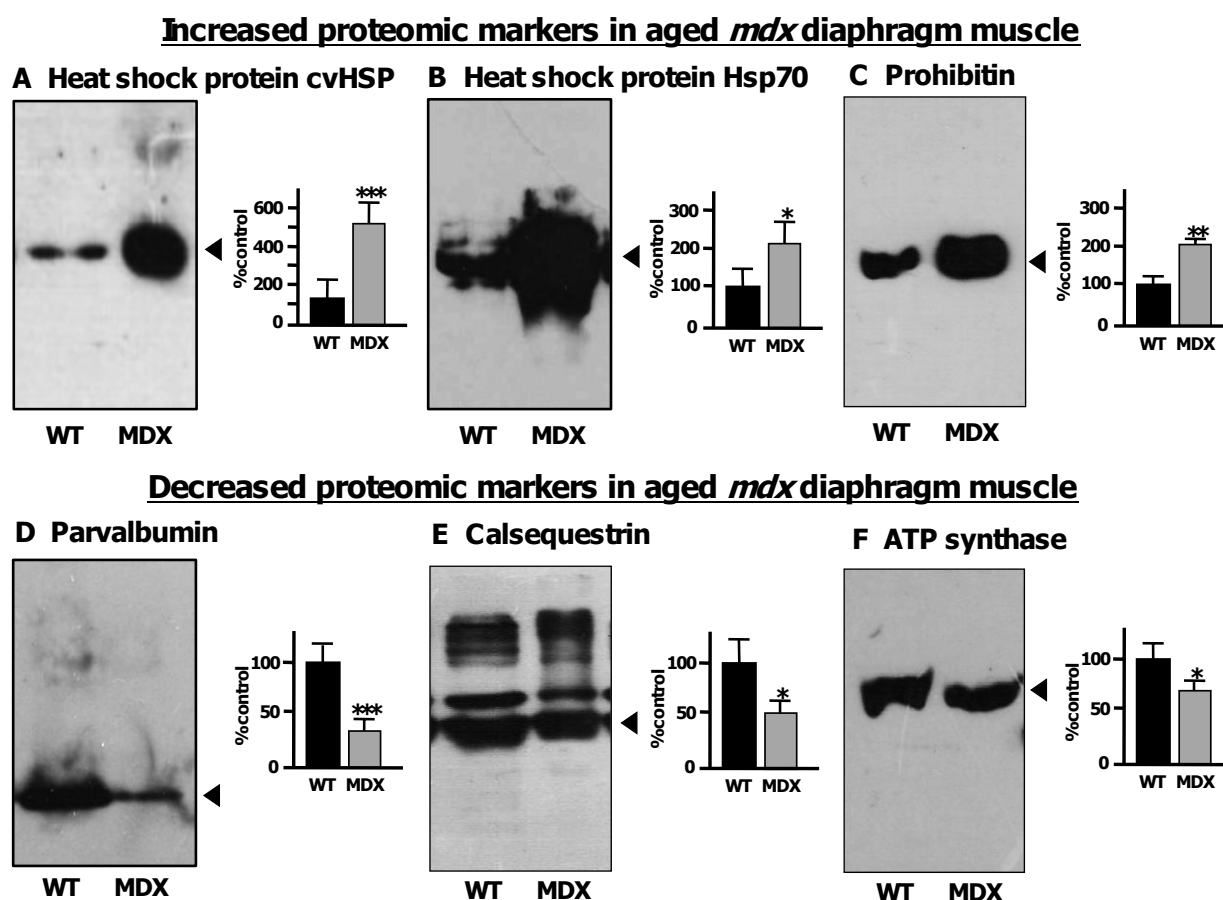 Increased proteomic markers in aged mdx diaphragm muscle
A Heat shock protein cvHSP
B Heat shock protein Hsp70
C Prohibitin
%control
600
400
200
0
***
WT MDX
WT MDX
%control
300
200
100
0
*
WT MDX
WT MDX
%control
300
200
100
0
**
WT MDX
WT MDX
Decreased proteomic markers in aged mdx diaphragm muscle
D Parvalbumin
E Calsequestrin
F ATP synthase
%control
100
50
0
***
WT MDX
WT MDX
%control
100
50
0
*
WT MDX
WT MDX
%control
100
50
0
*
WT MDX
WT MDX